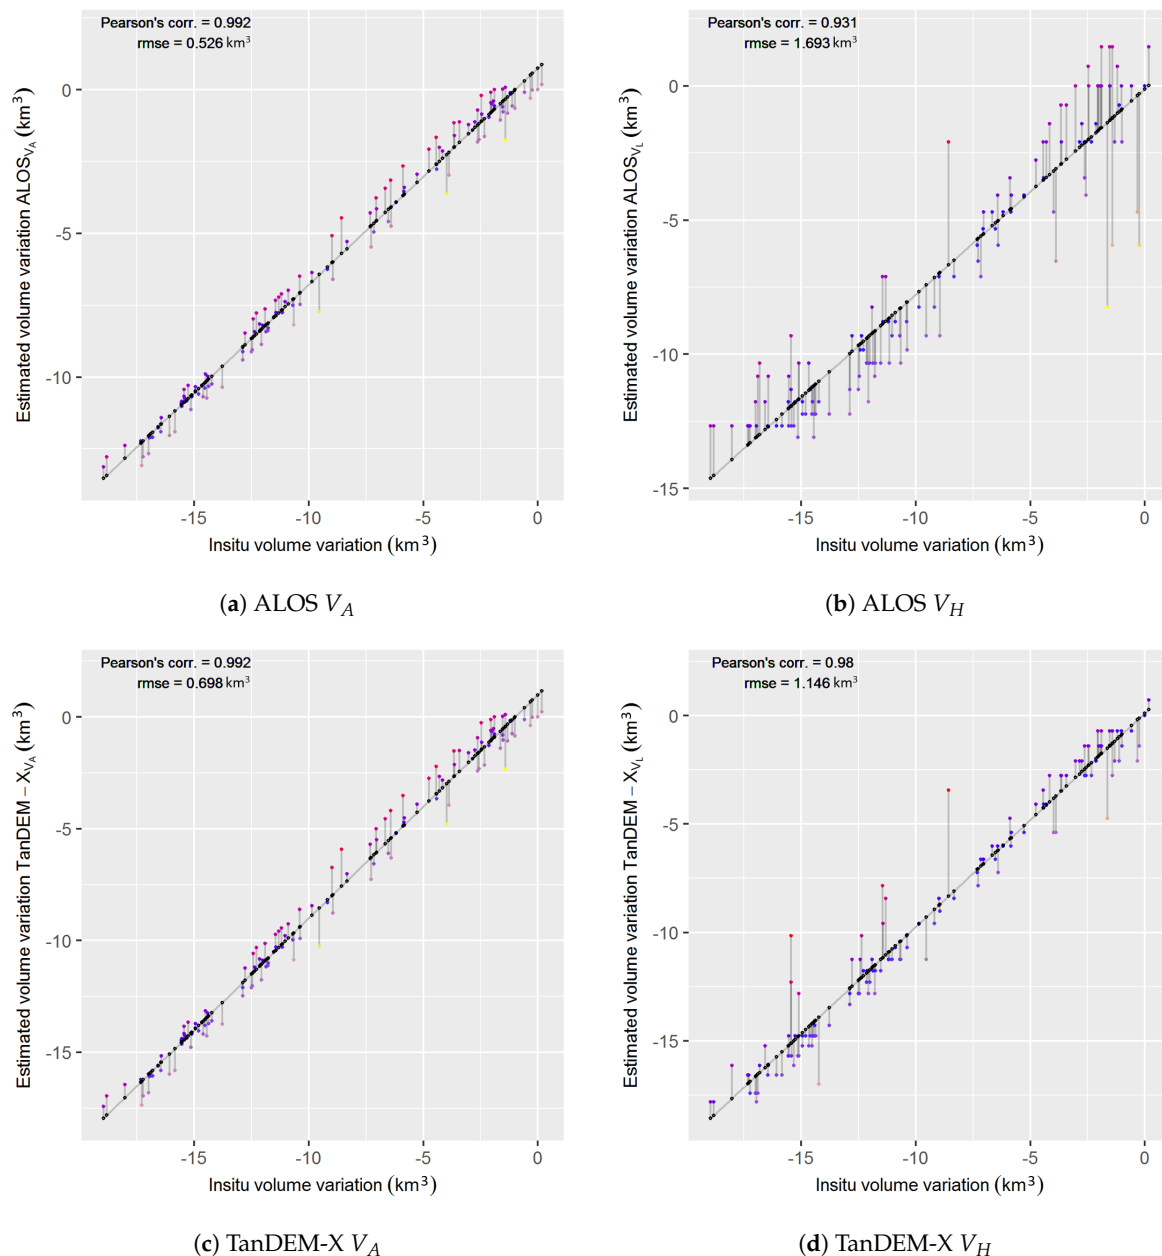 Pearson's corr. = 0.992
rmse = 0.526 km³
Estimated volume variation ALOS_V_A (km³)
0
-5
-10
-15
-10
-5
0
Insitu volume variation (km³)
(a) ALOS V_A
Pearson's corr. = 0.931
rmse = 1.693 km³
Estimated volume variation ALOS_V_L (km³)
0
-5
-10
-15
-15
-10
-5
0
Insitu volume variation (km³)
(b) ALOS V_H
Pearson's corr. = 0.992
rmse = 0.698 km³
Estimated volume variation TanDEM − X_V_A (km³)
0
-5
-10
-15
-15
-10
-5
0
Insitu volume variation (km³)
(c) TanDEM-X V_A
Pearson's corr. = 0.98
rmse = 1.146 km³
Estimated volume variation TanDEM − X_V_L (km³)
0
-5
-10
-15
-15
-10
-5
0
Insitu volume variation (km³)
(d) TanDEM-X V_H